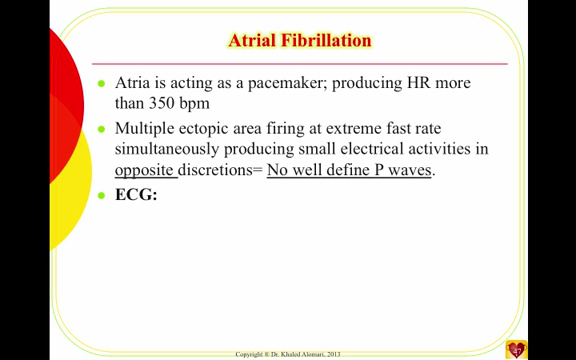 Atrial Fibrillation
Atria is acting as a pacemaker; producing HR more
than 350 bpm
Multiple ectopic area firing at extreme fast rate
simultaneously producing small electrical activities in
opposite discretions= No well define P waves.
ECG:
Copyright ® Dr. Khaled Alomari, 2013